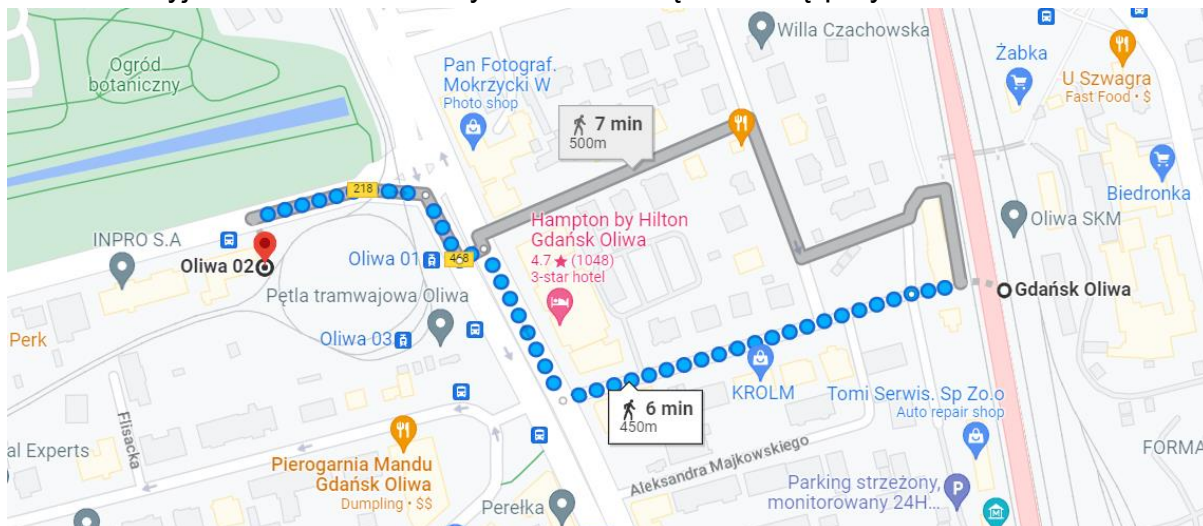 Willa Czachowska
Ogród
botaniczny
Pan Fotograf.
Mokrzycki W
Photo shop
Żabka
U Szwagra
Fast Food • $
7 min
500m
218
Biedronka
Hampton by Hilton
Gdańsk Oliwa
4.7 ★ (1048)
3-star hotel
Oliwa SKM
INPRO S.A
Oliwa 02
Oliwa 01
468
Pętla tramwajowa Oliwa
Gdańsk Oliwa
Perk
Oliwa 03
KROLM
6 min
450m
Tomi Serwis. Sp Zo.o
Auto repair shop
Flisacka
al Experts
FORMA
Aleksandra Majkowskiego
Pierogarnia Mandu
Gdańsk Oliwa
Dumpling • $$
Perełka
Parking strzeżony,
monitorowany 24H...
P
M